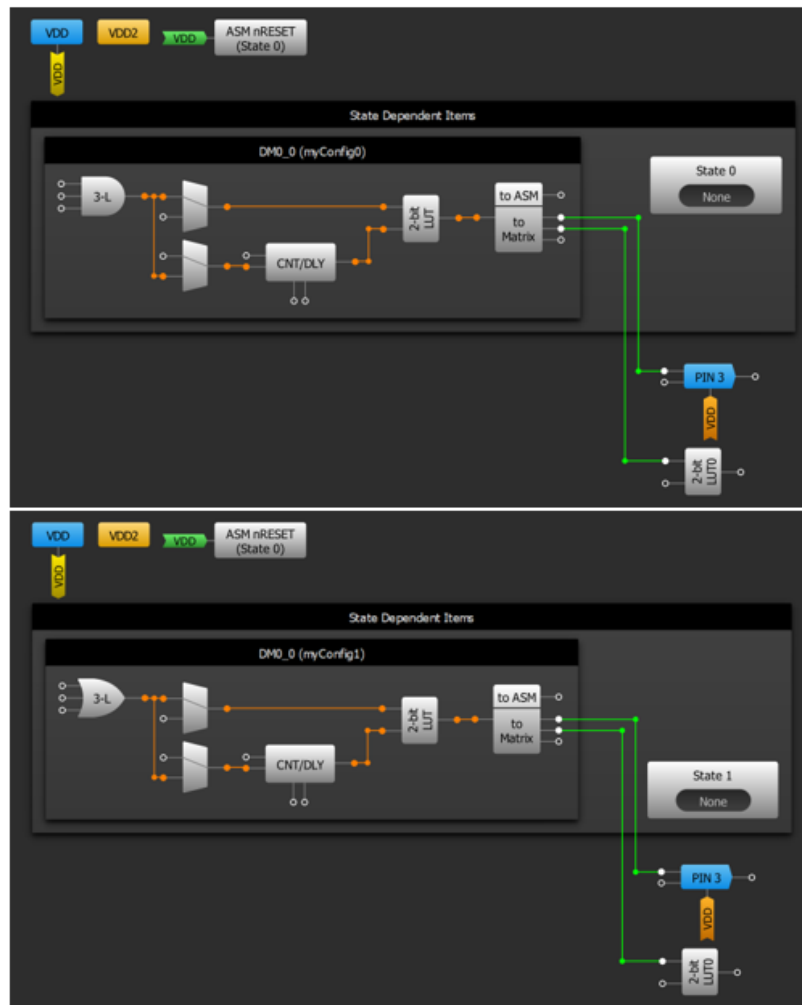 VDD
VDD2
VDD
ASM nRESET
(State 0)
VDD
State Dependent Items
DM0_0 (myConfig0)
3-L
2-bit
LUT
to ASM
to
Matrix
CNT/DLY
State 0
None
PIN 3
VDD
2-bit
LUT0
VDD
VDD2
VDD
ASM nRESET
(State 0)
VDD
State Dependent Items
DM0_0 (myConfig1)
3-L
2-bit
LUT
to ASM
to
Matrix
CNT/DLY
State 1
None
PIN 3
VDD
2-bit
LUT0